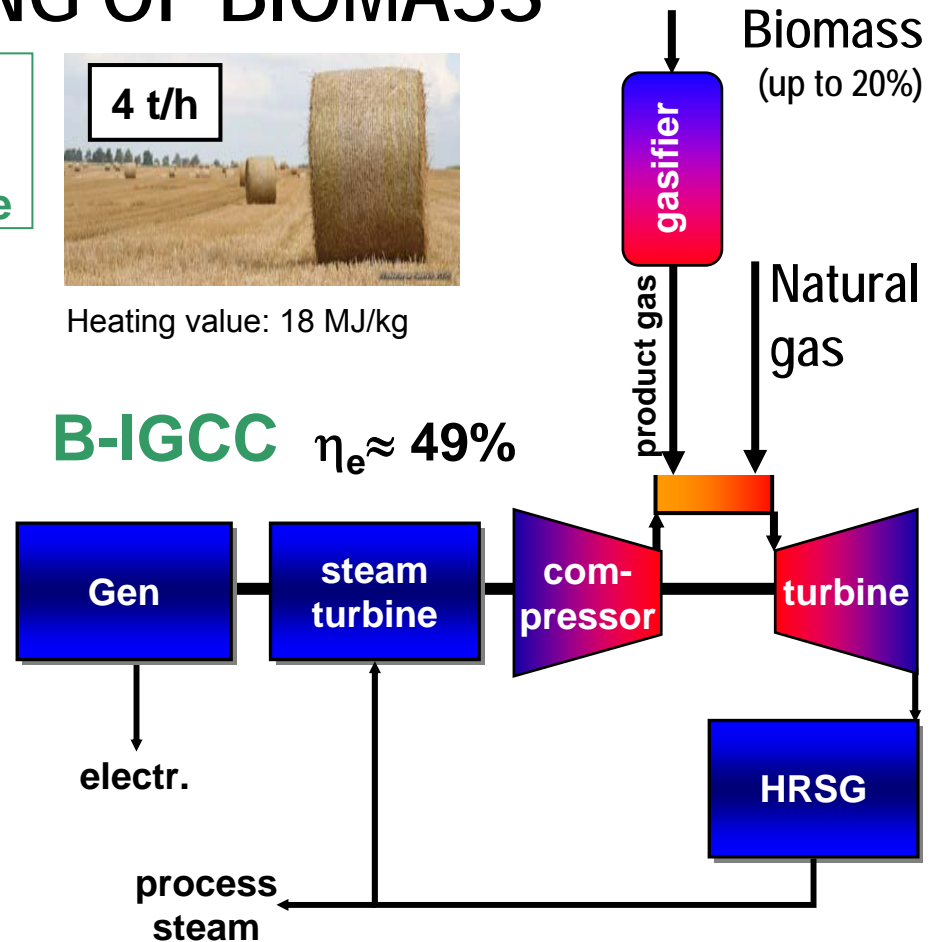 NG OF BIOMASS
e
4 t/h
Heating value: 18 MJ/kg
Biomass
(up to 20%)
gasifier
product gas
Natural
gas
B-IGCC ηe≈ 49%
Gen
steam
turbine
com-
pressor
turbine
HRSG
electr.
process
steam